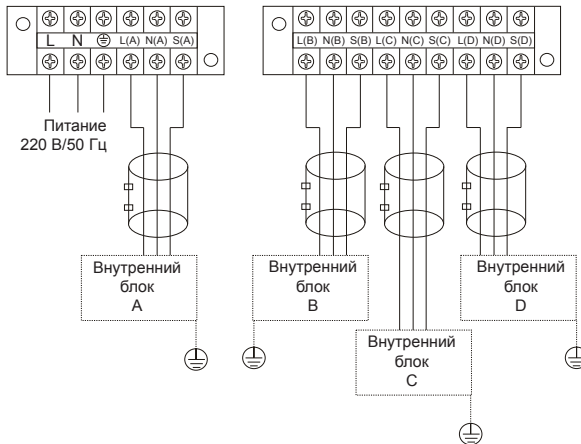 L N L(A) N(A) S(A)
L(B) N(B) S(B) L(C) N(C) S(C) L(D) N(D) S(D)
Питание
220 В/50 Гц
Внутренний
блок
A
Внутренний
блок
B
Внутренний
блок
C
Внутренний
блок
D